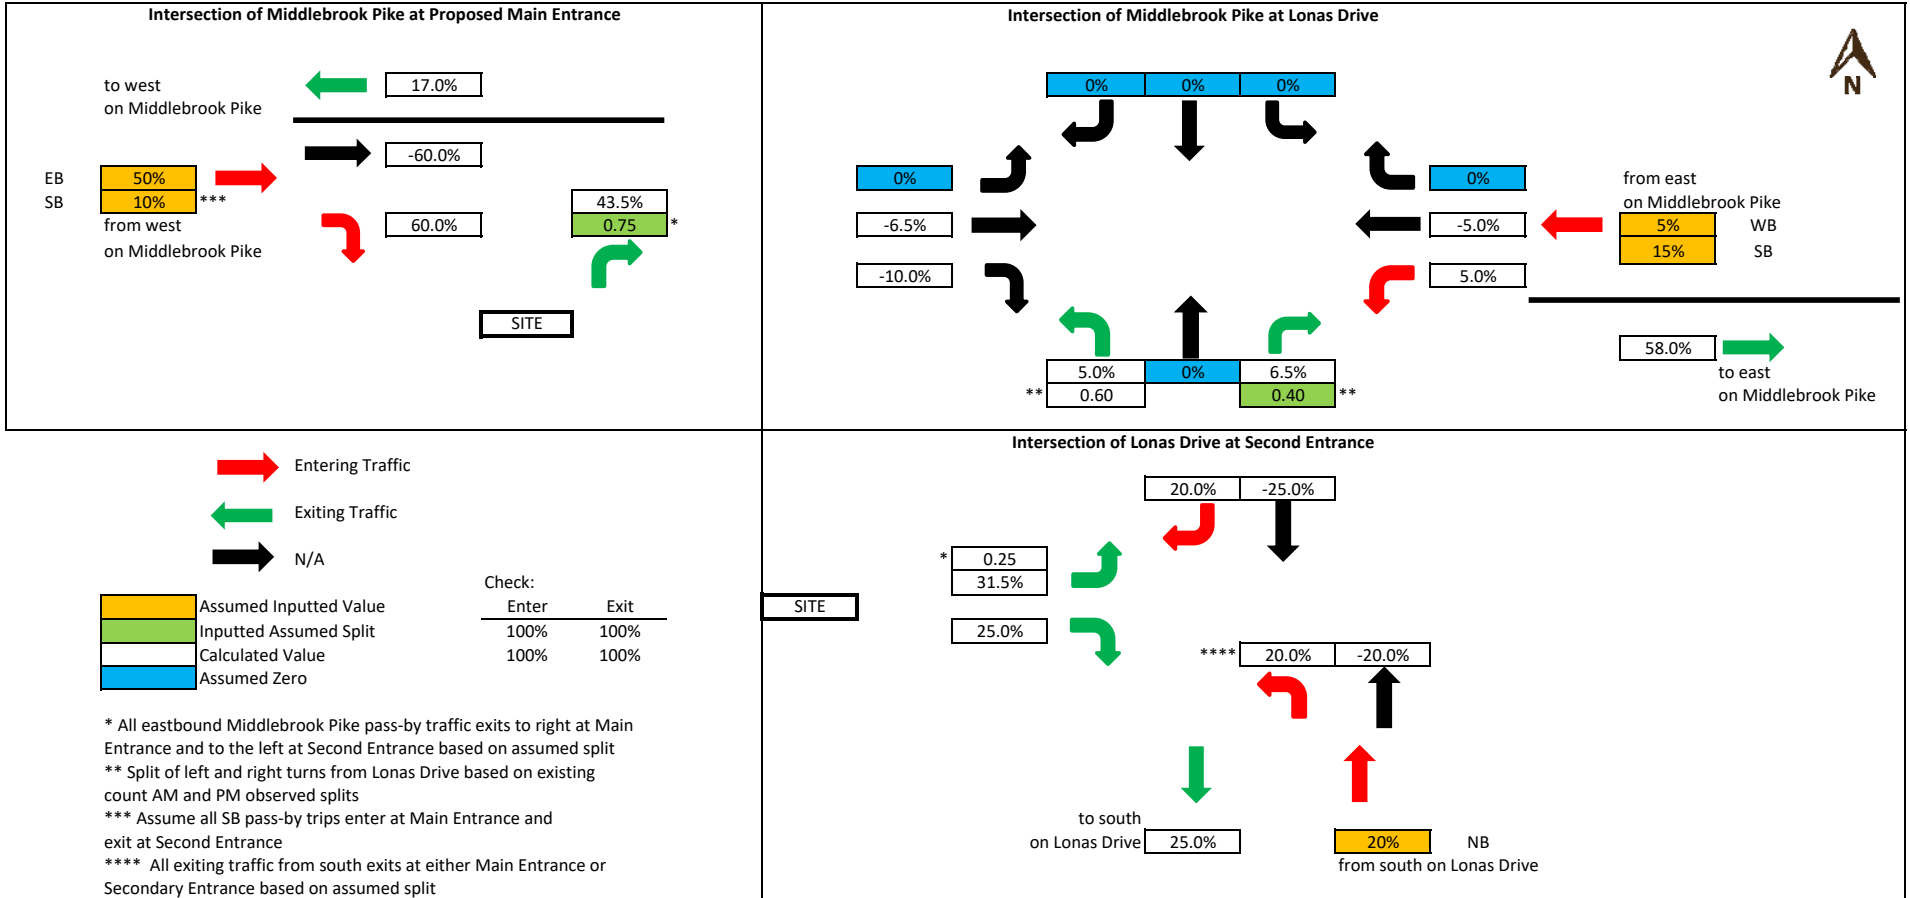 Intersection of Middlebrook Pike at Proposed Main Entrance
to west
on Middlebrook Pike
17.0%
-60.0%
EB 50%
SB 10% ***
from west
on Middlebrook Pike
60.0%
43.5%
0.75 *
SITE
Intersection of Middlebrook Pike at Lonas Drive
N
0% 0% 0%
0%
-6.5%
-10.0%
0%
-5.0%
5.0%
from east
on Middlebrook Pike
5% WB
15% SB
58.0%
to east
on Middlebrook Pike
5.0% 0% 6.5%
** 0.60 0.40 **
Entering Traffic
Exiting Traffic
N/A
Assumed Inputted Value
Inputted Assumed Split
Calculated Value
Assumed Zero
Check:
Enter Exit
100% 100%
100% 100%
* All eastbound Middlebrook Pike pass-by traffic exits to right at Main
Entrance and to the left at Second Entrance based on assumed split
** Split of left and right turns from Lonas Drive based on existing
count AM and PM observed splits
*** Assume all SB pass-by trips enter at Main Entrance and
exit at Second Entrance
**** All exiting traffic from south exits at either Main Entrance or
Secondary Entrance based on assumed split
Intersection of Lonas Drive at Second Entrance
20.0% -25.0%
* 0.25
31.5%
SITE
25.0%
**** 20.0% -20.0%
to south
on Lonas Drive 25.0%
20% NB
from south on Lonas Drive